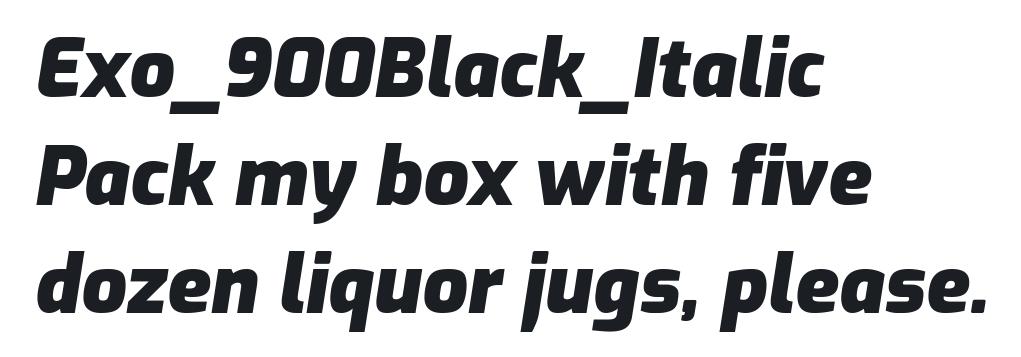 Exo_900Black_Italic
Pack my box with five
dozen liquor jugs, please.